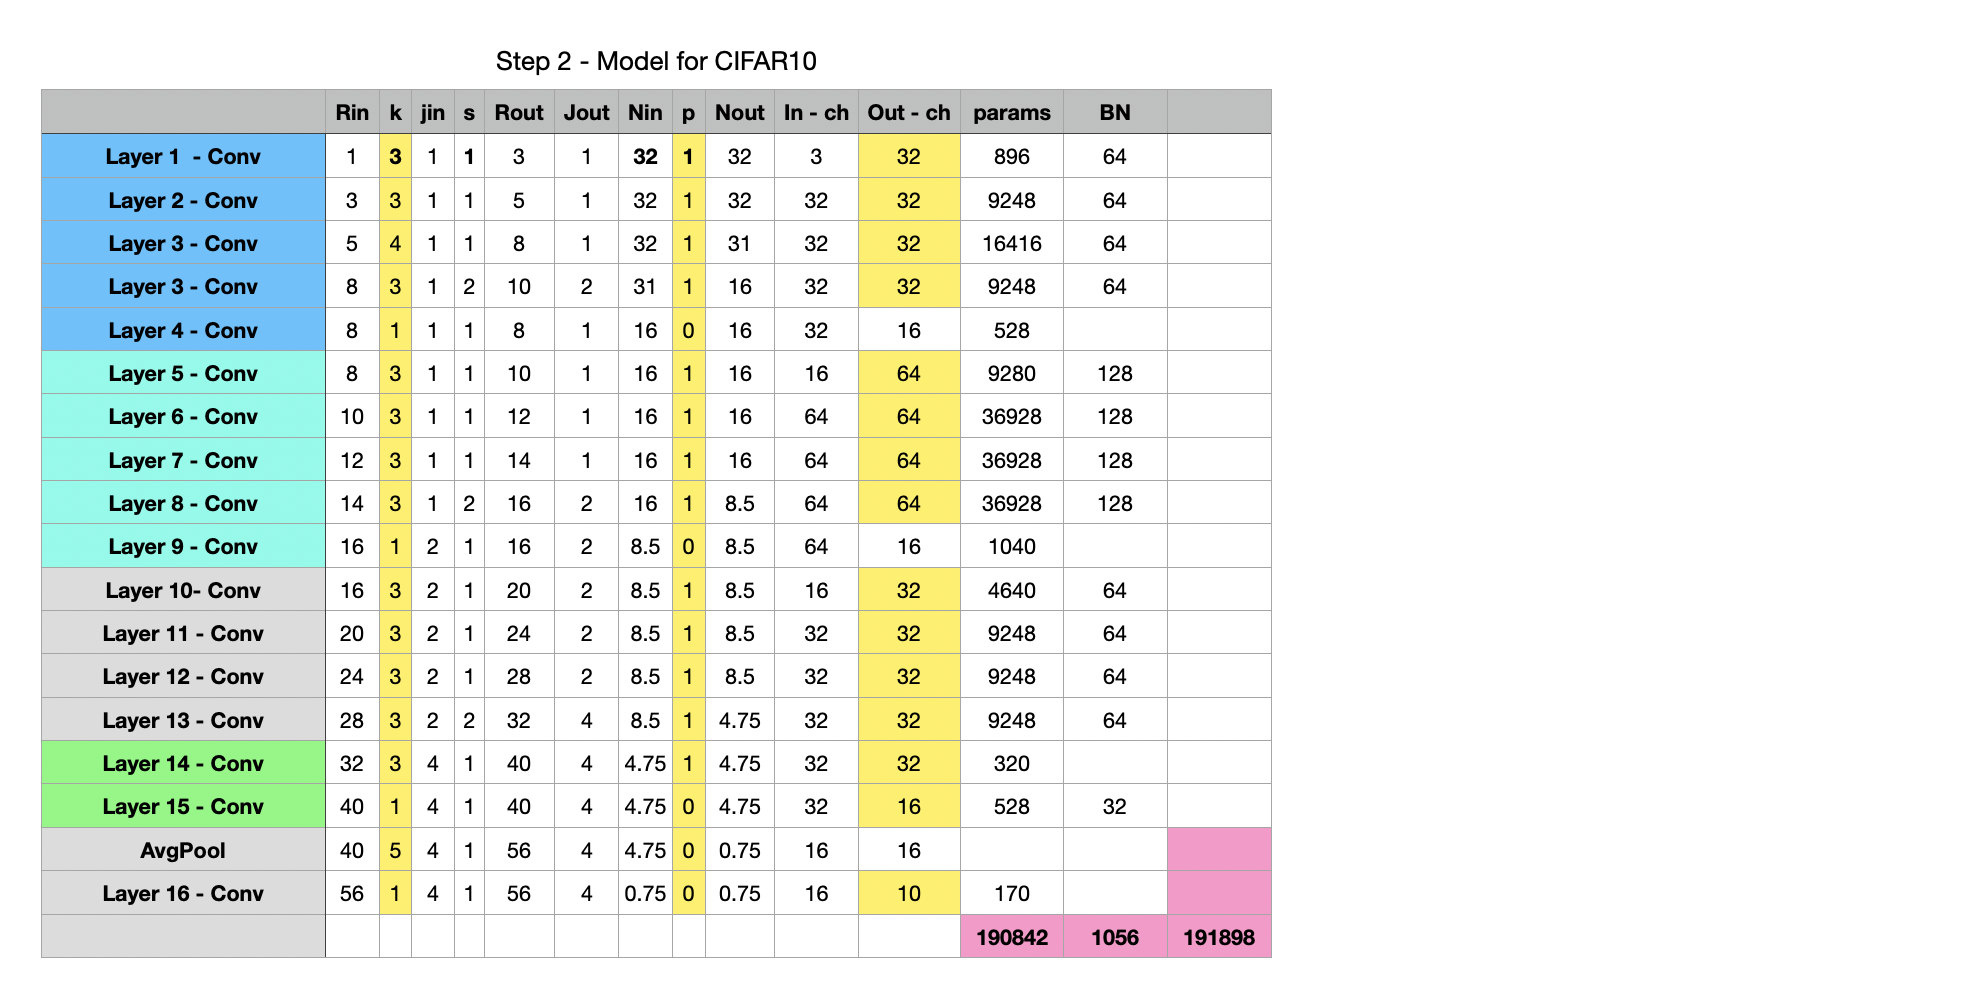 Step 2 - Model for CIFAR10
Rin k jin s Rout Jout Nin p Nout In - ch Out - ch params BN
Layer 1 - Conv 1 3 1 1 3 1 32 1 32 3 32 896 64
Layer 2 - Conv 3 3 1 1 5 1 32 1 32 32 32 9248 64
Layer 3 - Conv 5 4 1 1 8 1 32 1 31 32 32 16416 64
Layer 3 - Conv 8 3 1 2 10 2 31 1 16 32 32 9248 64
Layer 4 - Conv 8 1 1 1 8 1 16 0 16 32 16 528
Layer 5 - Conv 8 3 1 1 10 1 16 1 16 16 64 9280 128
Layer 6 - Conv 10 3 1 1 12 1 16 1 16 64 64 36928 128
Layer 7 - Conv 12 3 1 1 14 1 16 1 16 64 64 36928 128
Layer 8 - Conv 14 3 1 2 16 2 16 1 8.5 64 64 36928 128
Layer 9 - Conv 16 1 2 1 16 2 8.5 0 8.5 64 16 1040
Layer 10- Conv 16 3 2 1 20 2 8.5 1 8.5 16 32 4640 64
Layer 11 - Conv 20 3 2 1 24 2 8.5 1 8.5 32 32 9248 64
Layer 12 - Conv 24 3 2 1 28 2 8.5 1 8.5 32 32 9248 64
Layer 13 - Conv 28 3 2 2 32 4 8.5 1 4.75 32 32 9248 64
Layer 14 - Conv 32 3 4 1 40 4 4.75 1 4.75 32 32 320
Layer 15 - Conv 40 1 4 1 40 4 4.75 0 4.75 32 16 528 32
AvgPool 40 5 4 1 56 4 4.75 0 0.75 16 16
Layer 16 - Conv 56 1 4 1 56 4 0.75 0 0.75 16 10 170
190842 1056 191898